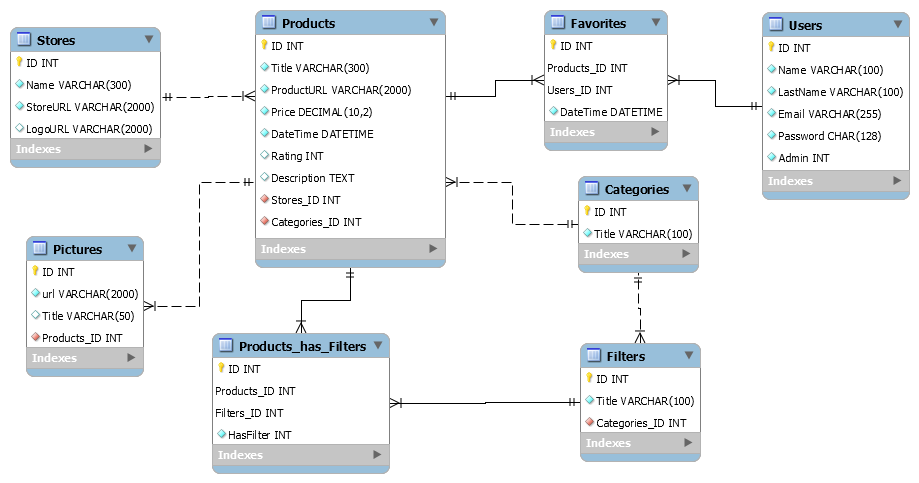 Stores
ID INT
Name VARCHAR(300)
StoreURL VARCHAR(2000)
LogoURL VARCHAR(2000)
Indexes
Products
ID INT
Title VARCHAR(300)
ProductURL VARCHAR(2000)
Price DECIMAL(10,2)
DateTime DATETIME
Rating INT
Description TEXT
Stores_ID INT
Categories_ID INT
Indexes
Favorites
ID INT
Products_ID INT
Users_ID INT
DateTime DATETIME
Indexes
Users
ID INT
Name VARCHAR(100)
LastName VARCHAR(100)
Email VARCHAR(255)
Password CHAR(128)
Admin INT
Indexes
Categories
ID INT
Title VARCHAR(100)
Indexes
Pictures
ID INT
url VARCHAR(2000)
Title VARCHAR(50)
Products_ID INT
Indexes
Products_has_Filters
ID INT
Products_ID INT
Filters_ID INT
HasFilter INT
Indexes
Filters
ID INT
Title VARCHAR(100)
Categories_ID INT
Indexes